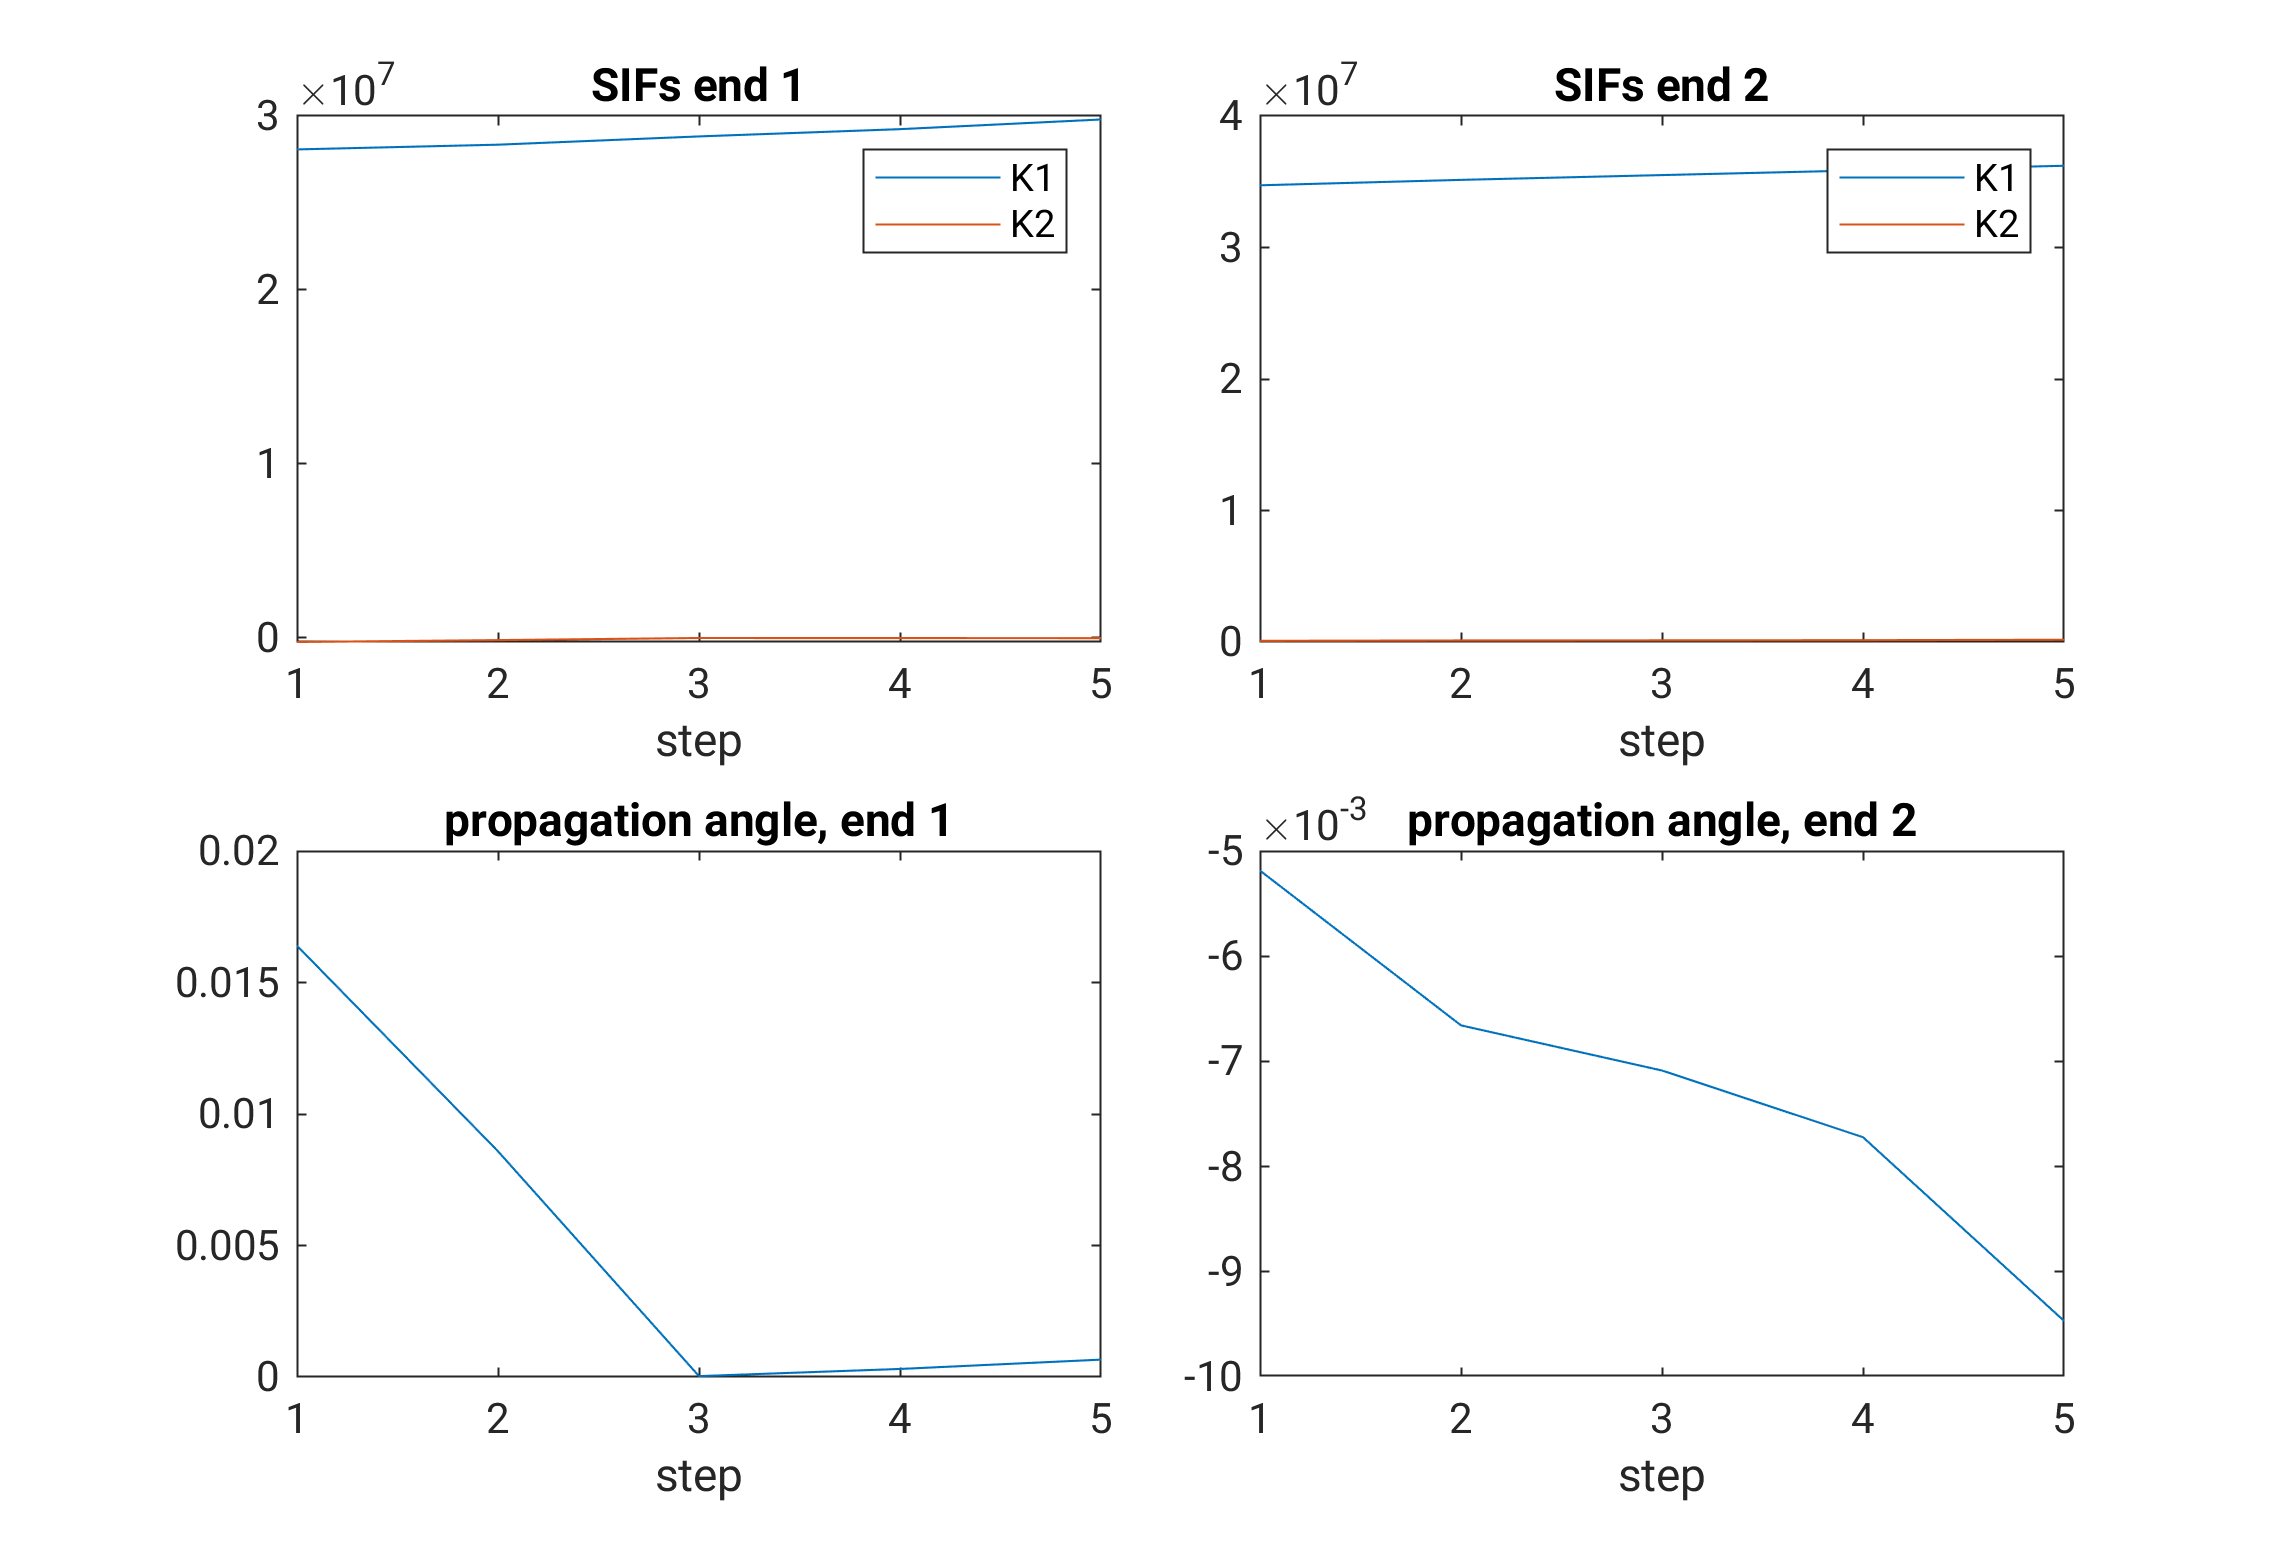 ×10^7
SIFs end 1
3
2
1
0
K1
K2
1 2 3 4 5
step
×10^7
SIFs end 2
4
3
2
1
0
K1
K2
1 2 3 4 5
step
propagation angle, end 1
0.02
0.015
0.01
0.005
0
1 2 3 4 5
step
×10^-3
propagation angle, end 2
-5
-6
-7
-8
-9
-10
1 2 3 4 5
step